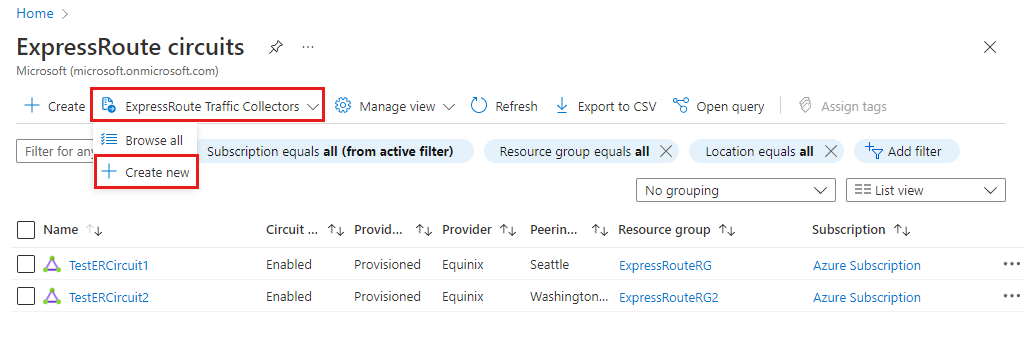 Home
ExpressRoute circuits
Microsoft (microsoft.onmicrosoft.com)
Create ExpressRoute Traffic Collectors Manage view Refresh Export to CSV Open query Assign tags
Browse all
Filter for any Subscription equals all (from active filter) Resource group equals all Location equals all Add filter
Create new
No grouping List view
Name Circuit ... Provid... Provider Peerin... Resource group Subscription
TestERCircuit1 Enabled Provisioned Equinix Seattle ExpressRouteRG Azure Subscription
TestERCircuit2 Enabled Provisioned Equinix Washington... ExpressRouteRG2 Azure Subscription